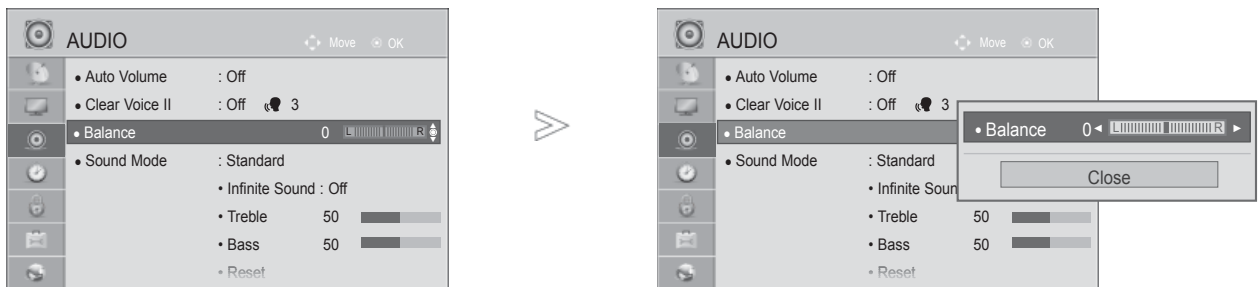 AUDIO Move OK
• Auto Volume : Off
• Clear Voice II : Off 3
• Balance 0 L R
• Sound Mode : Standard
• Infinite Sound : Off
• Treble 50
• Bass 50
• Reset
AUDIO Move OK
• Auto Volume : Off
• Clear Voice II : Off 3
• Balance
• Sound Mode : Standard
• Infinite Soun
• Treble 50
• Bass 50
• Reset
• Balance 0 L R
Close